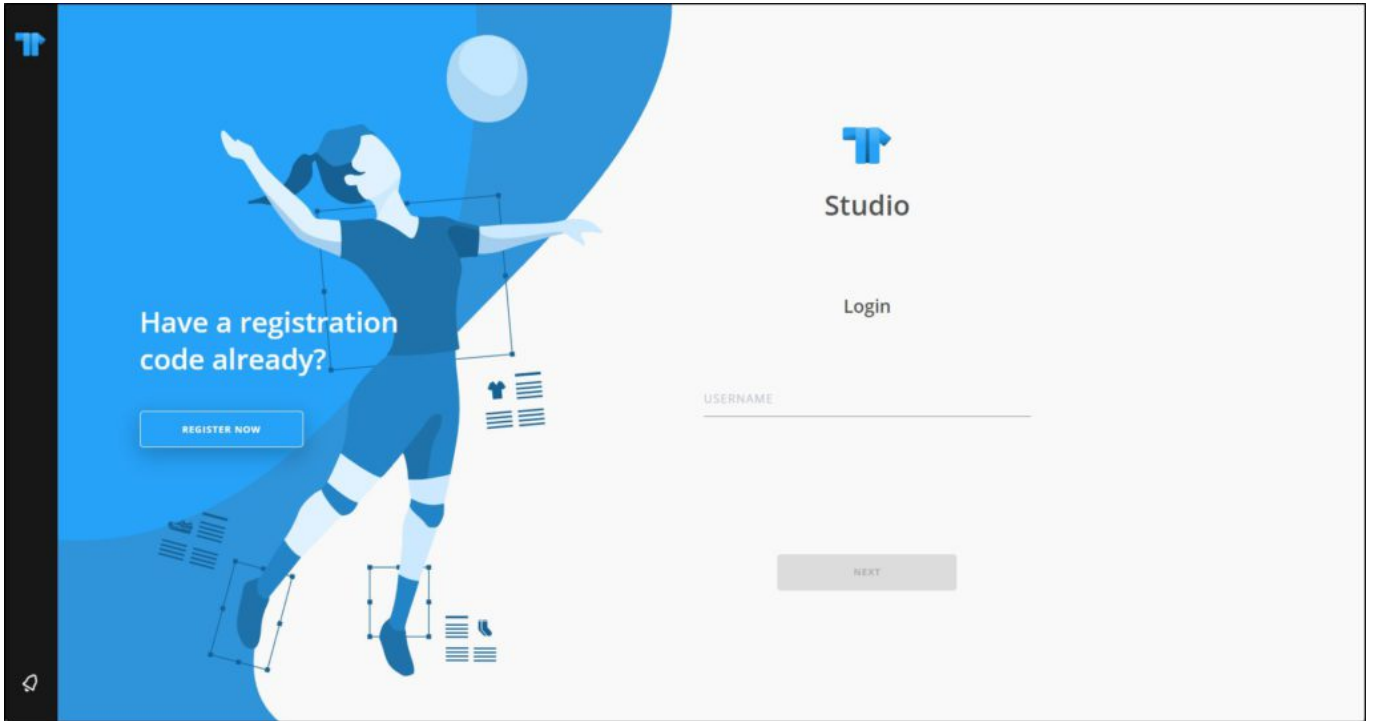 Have a registration
code already?
REGISTER NOW
Studio
Login
USERNAME
NEXT